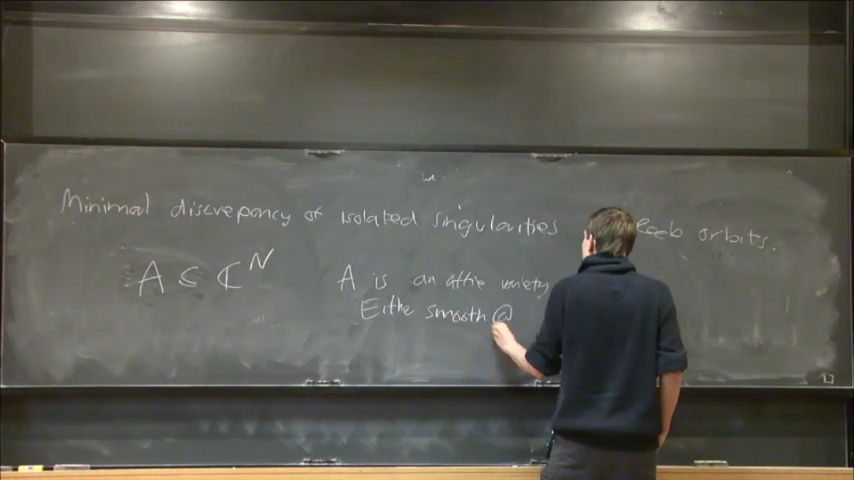 Minimal discrepancy of isolated singularities Reeb orbits.
A ⊆ ℂ^N
A is an affine variety
Either smooth @